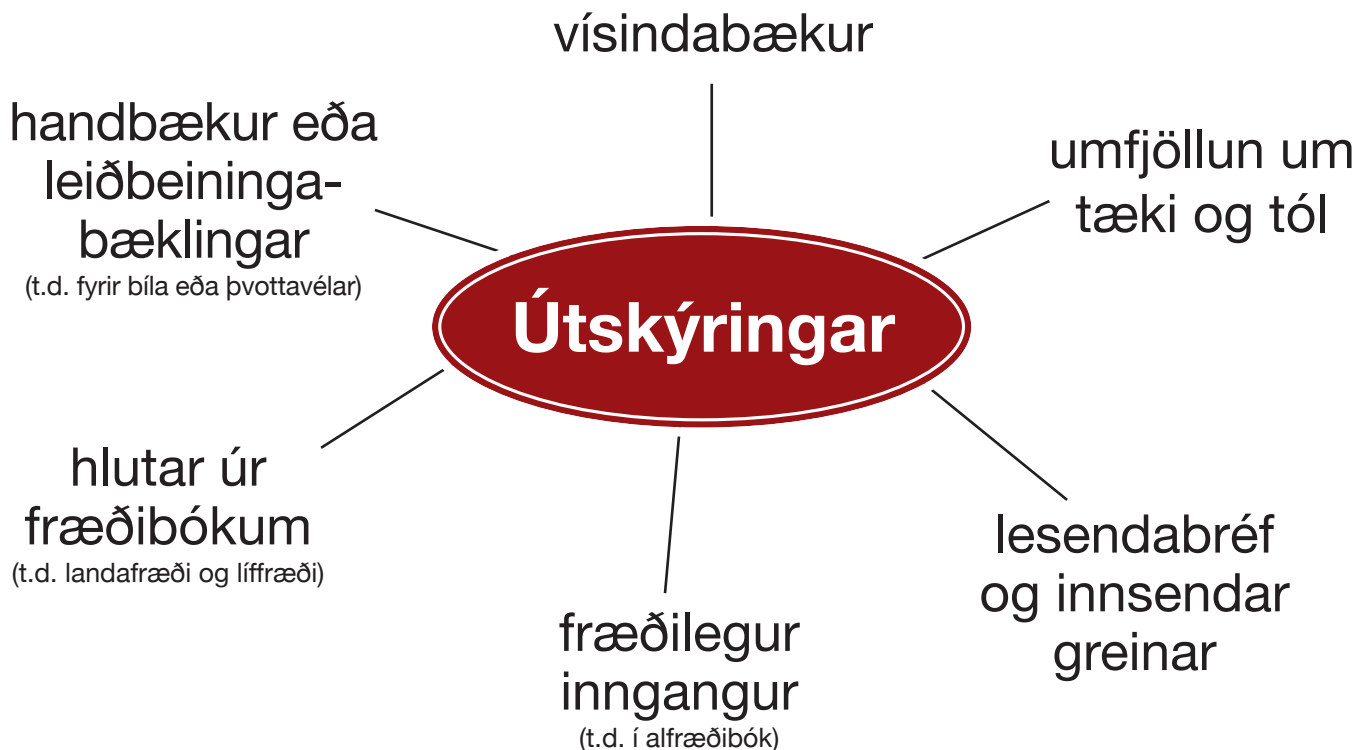 vísindabækur
handbækur eða
leiðbeininga-
bæklingar
(t.d. fyrir bíla eða þvottavélar)
umfjöllun um
tæki og tól
Útskýringar
hlutar úr
fræðibókum
(t.d. landafræði og líffræði)
lesendabréf
og innsendar
greinar
fræðilegur
inngangur
(t.d. í alfræðibók)